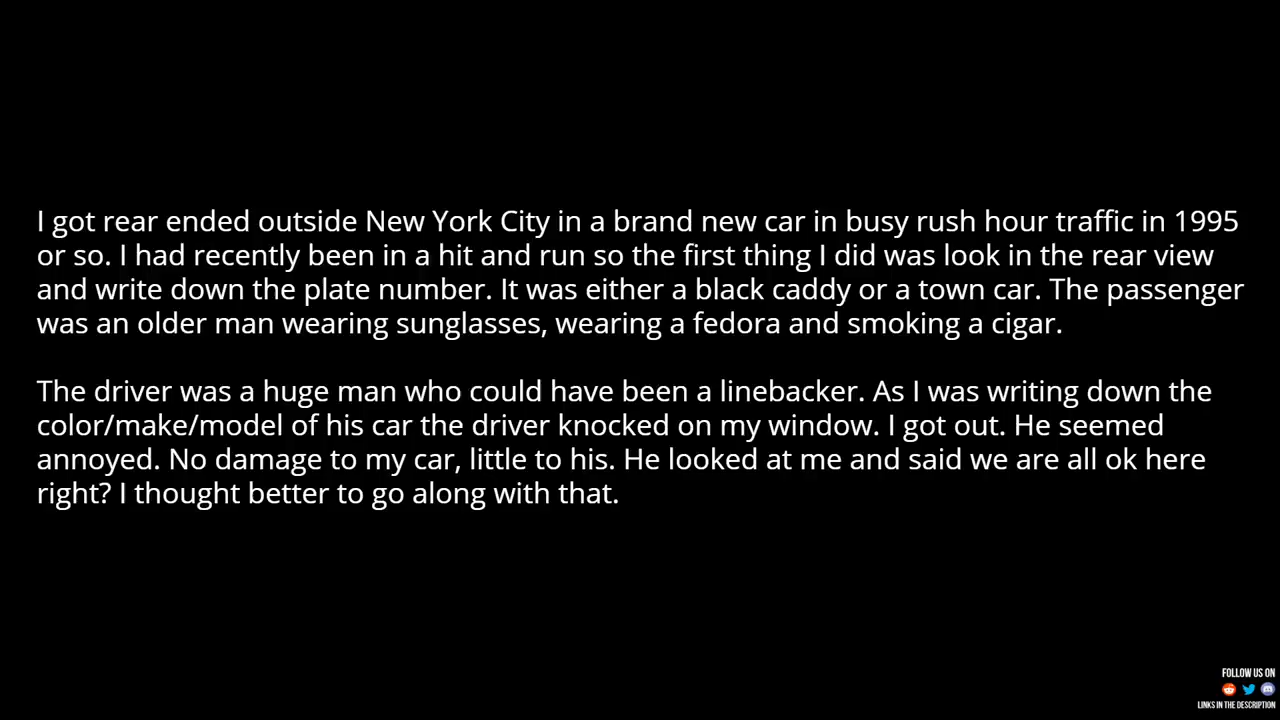 I got rear ended outside New York City in a brand new car in busy rush hour traffic in 1995
or so. I had recently been in a hit and run so the first thing I did was look in the rear view
and write down the plate number. It was either a black caddy or a town car. The passenger
was an older man wearing sunglasses, wearing a fedora and smoking a cigar.
The driver was a huge man who could have been a linebacker. As I was writing down the
color/make/model of his car the driver knocked on my window. I got out. He seemed
annoyed. No damage to my car, little to his. He looked at me and said we are all ok here
right? I thought better to go along with that.
FOLLOW US ON
LINKS IN THE DESCRIPTION